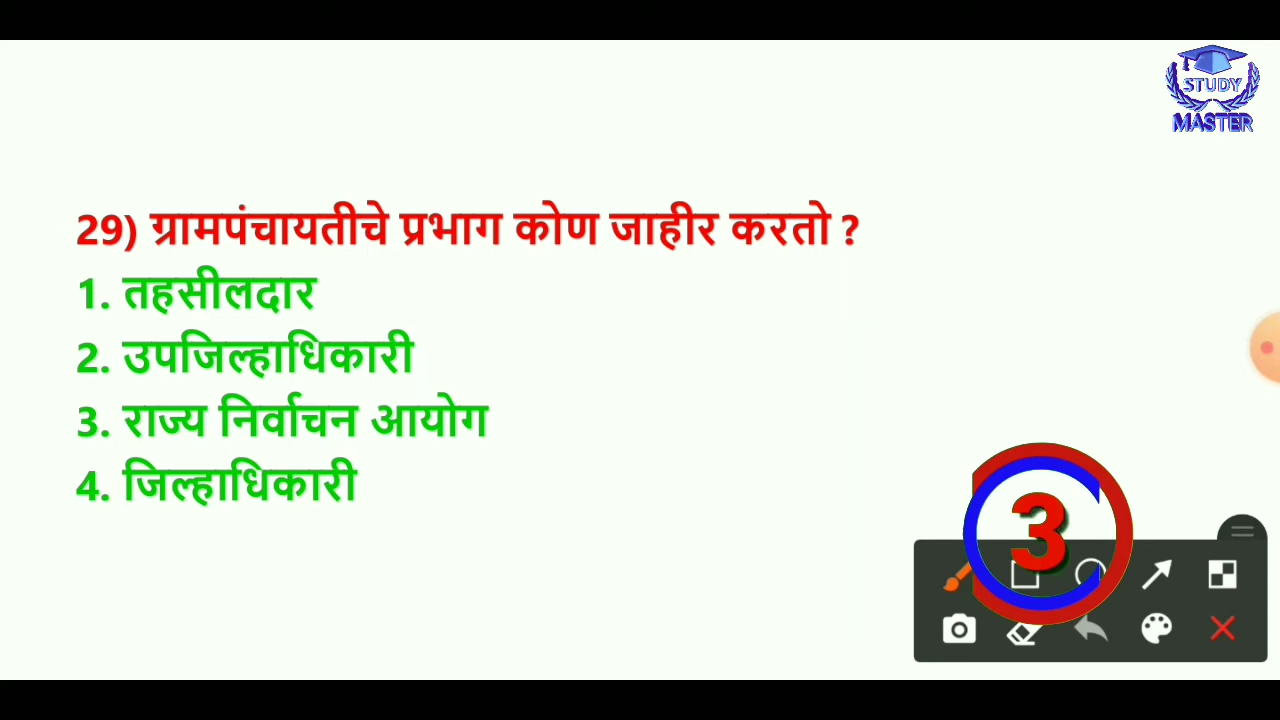 STUDY
MASTER
29) ग्रामपंचायतीचे प्रभाग कोण जाहीर करतो ?
1. तहसीलदार
2. उपजिल्हाधिकारी
3. राज्य निर्वाचन आयोग
4. जिल्हाधिकारी
3